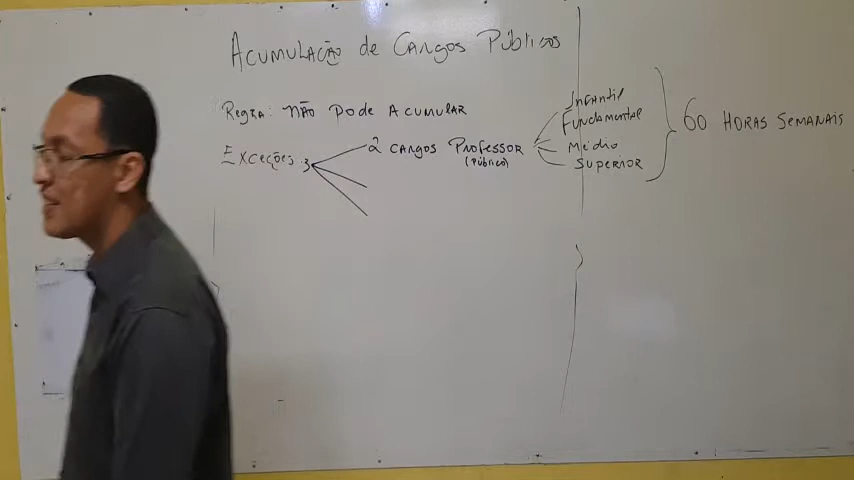 Acumulação de Cargos Públicos
Regra: Não Pode Acumular
Exceções: 3
2 cargos Professor
(Público)
Infantil
Fundamental
Médio
Superior
60 Horas Semanais